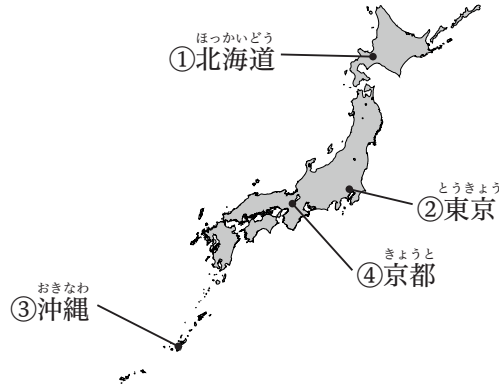 ほっかいどう
①北海道
とうきょう
②東京
きょうと
④京都
おきなわ
③沖縄